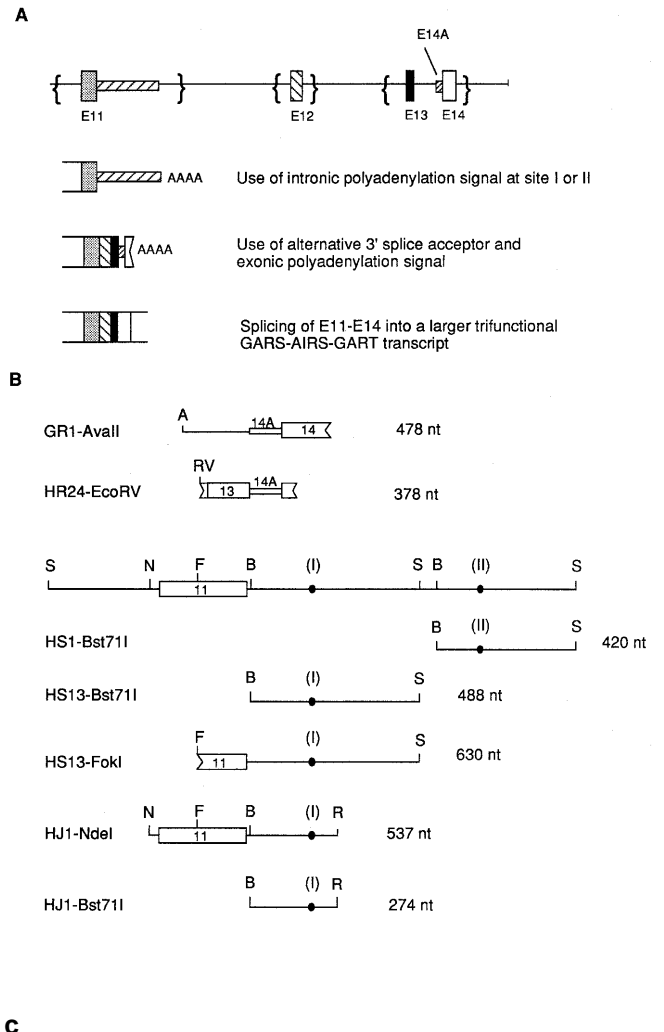 A
E14A
E11
E12
E13
E14
AAAA
Use of intronic polyadenylation signal at site I or II
AAAA
Use of alternative 3' splice acceptor and
exonic polyadenylation signal
Splicing of E11-E14 into a larger trifunctional
GARS-AIRS-GART transcript
B
A
GR1-AvaII
14A
14
478 nt
RV
HR24-EcoRV
13
14A
378 nt
S N F B (I) S B (II) S
11
B (II) S
HS1-Bst71I
420 nt
B (I) S
HS13-Bst71I
488 nt
F (I) S
HS13-FokI
11
630 nt
N F B (I) R
HJ1-NdeI
11
537 nt
B (I) R
HJ1-Bst71I
274 nt
C